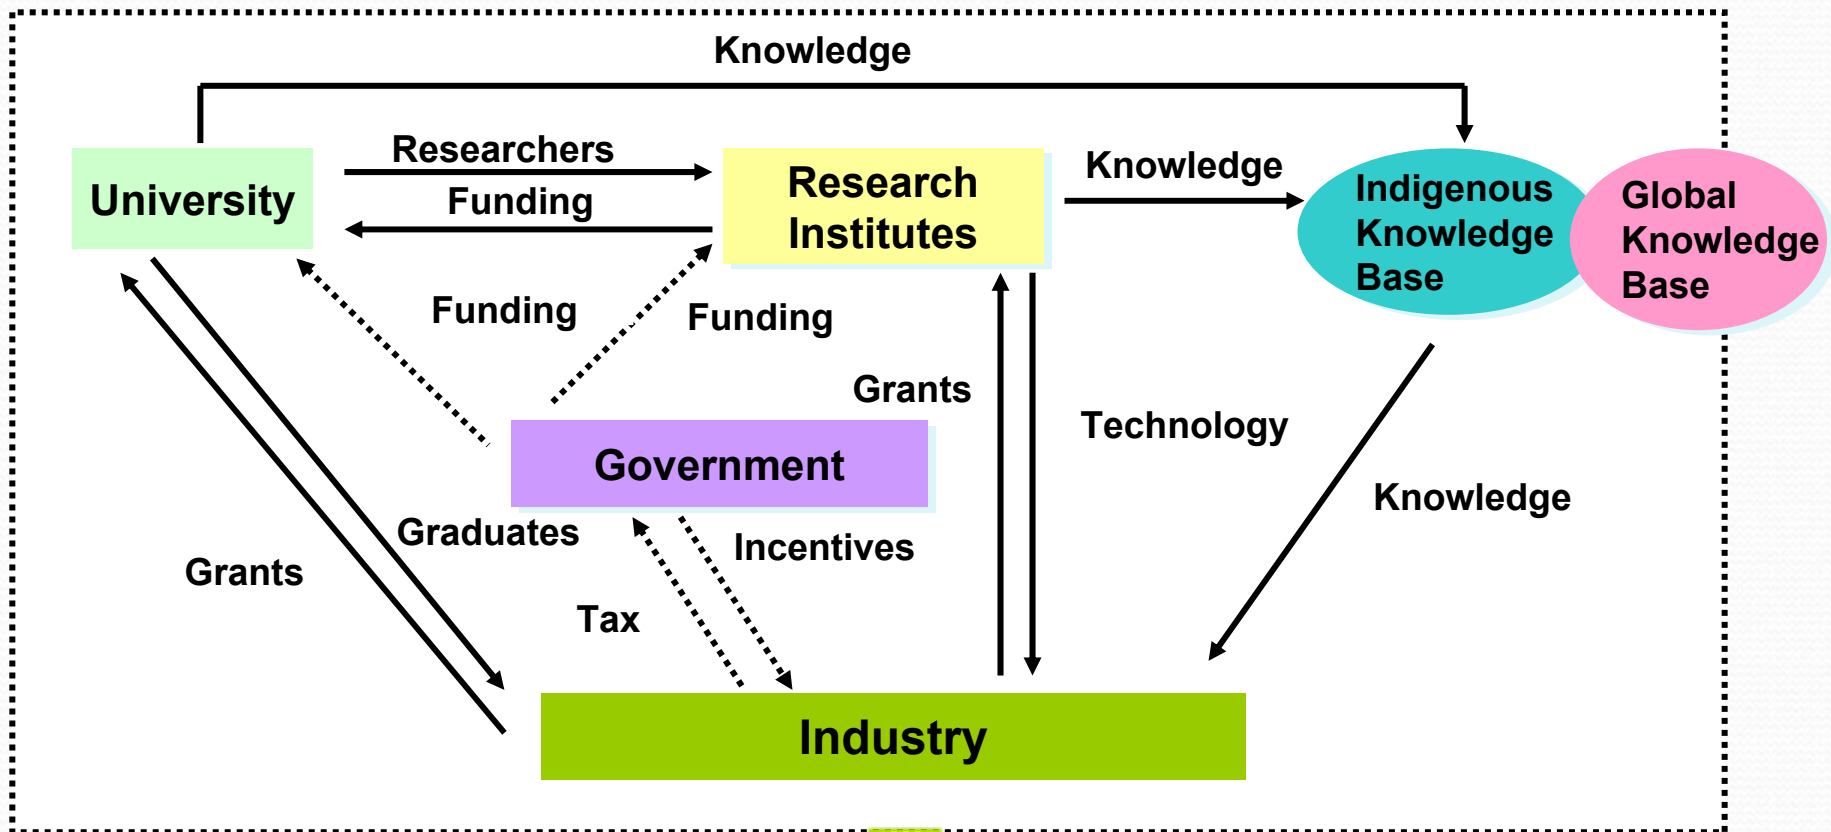 Knowledge
Researchers
University
Funding
Research
Institutes
Knowledge
Indigenous
Knowledge
Base
Global
Knowledge
Base
Funding
Funding
Grants
Technology
Government
Knowledge
Graduates
Incentives
Grants
Tax
Industry